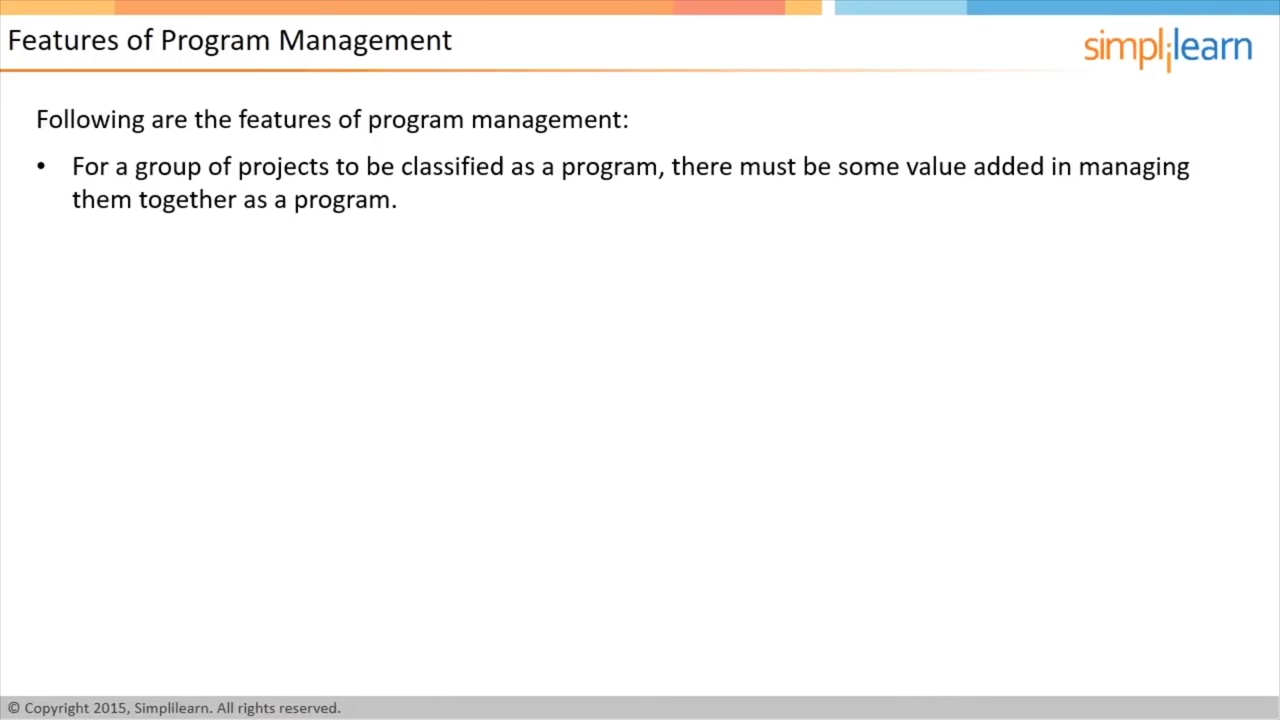 Features of Program Management
simplilearn
Following are the features of program management:
• For a group of projects to be classified as a program, there must be some value added in managing
them together as a program.
© Copyright 2015, Simplilearn. All rights reserved.